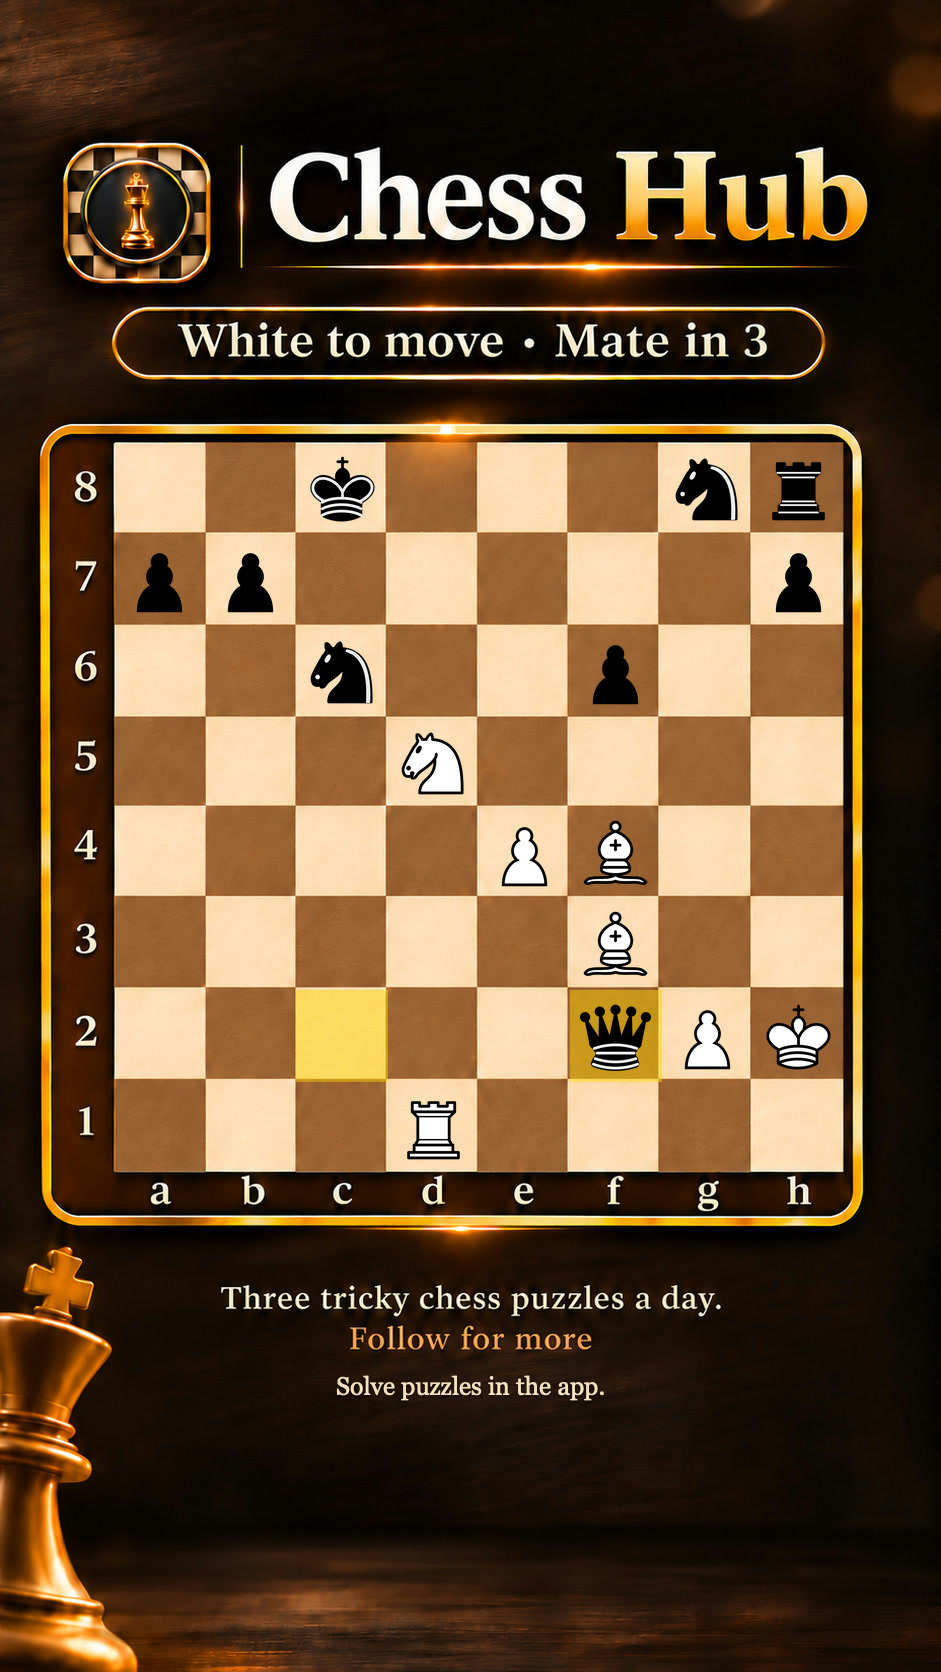 Chess Hub
White to move • Mate in 3
8
7
6
5
4
3
2
1
a b c d e f g h
Three tricky chess puzzles a day.
Follow for more
Solve puzzles in the app.